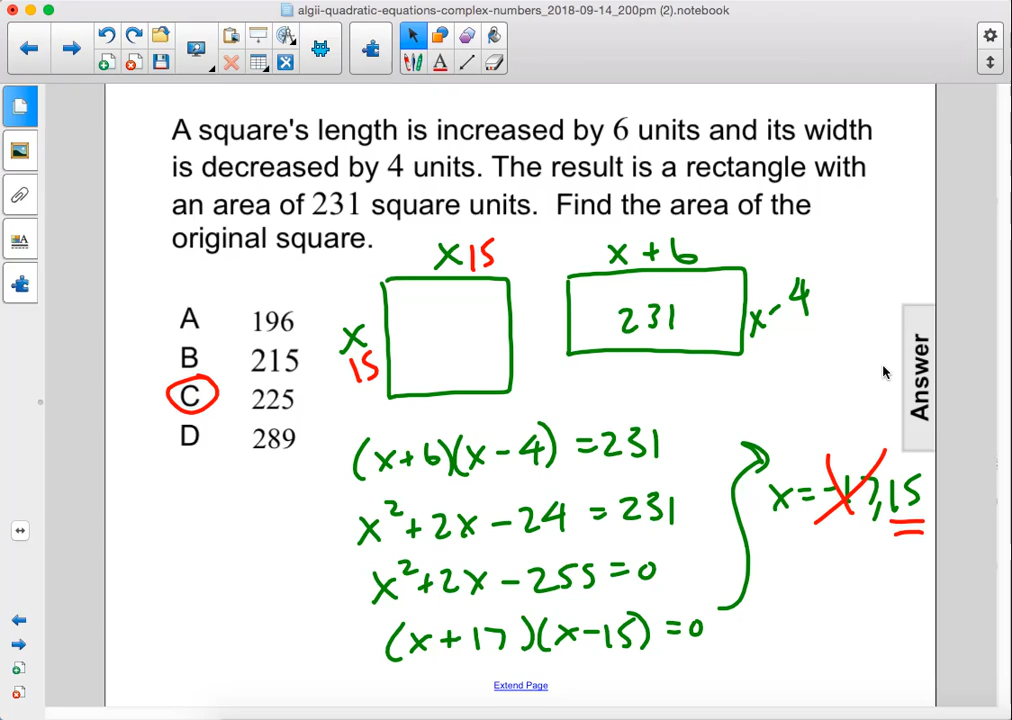 algii-quadratic-equations-complex-numbers_2018-09-14_200pm (2).notebook
A square's length is increased by 6 units and its width
is decreased by 4 units. The result is a rectangle with
an area of 231 square units. Find the area of the
original square.
x 15
x + 6
A 196
B 215
C 225
D 289
x
15
231
x - 4
Answer
(x+6)(x-4) = 231
x² + 2x - 24 = 231
x² + 2x - 255 = 0
(x + 17)(x - 15) = 0
x = -17, 15
Extend Page